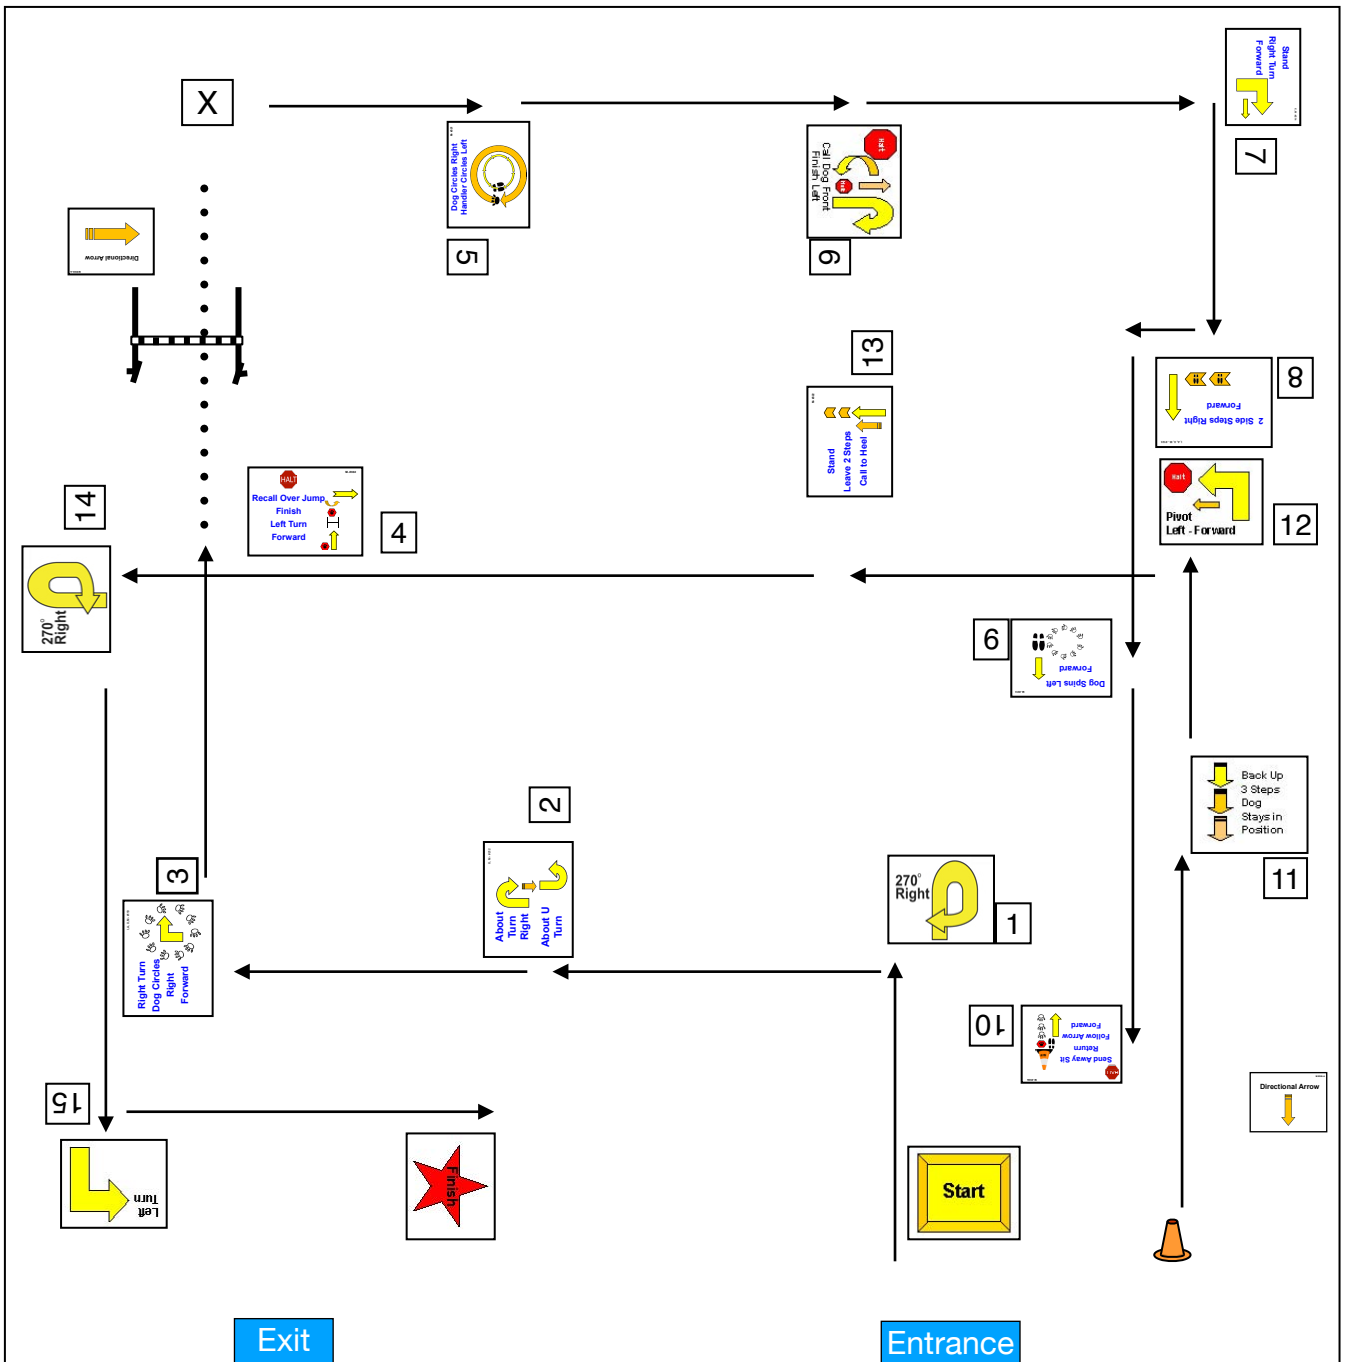 X
Stand
Right Turn
Forward
7
Directional Arrow
Dog Circles Right
Handler Circles Left
5
Halt
Halt
Call Dog Front
Finish Left
6
13
Stand
Leave 2 Steps
Call to Heel
2 Side Steps Right
Forward
8
14
270°
Right
HALT
Recall Over Jump
Finish
Left Turn
Forward
4
Halt
Pivot
Left - Forward
12
9
Dog Spins Left
Forward
Back Up
3 Steps
Dog
Stays in
Position
11
2
About
Turn
Right
About U
Turn
3
Right Turn
Dog Circles
Right
Forward
270°
Right
1
10
HALT
Send Away Sit
Return
Follow Arrow
Forward
Directional Arrow
15
Left
Turn
Finish
Start
Exit
Entrance